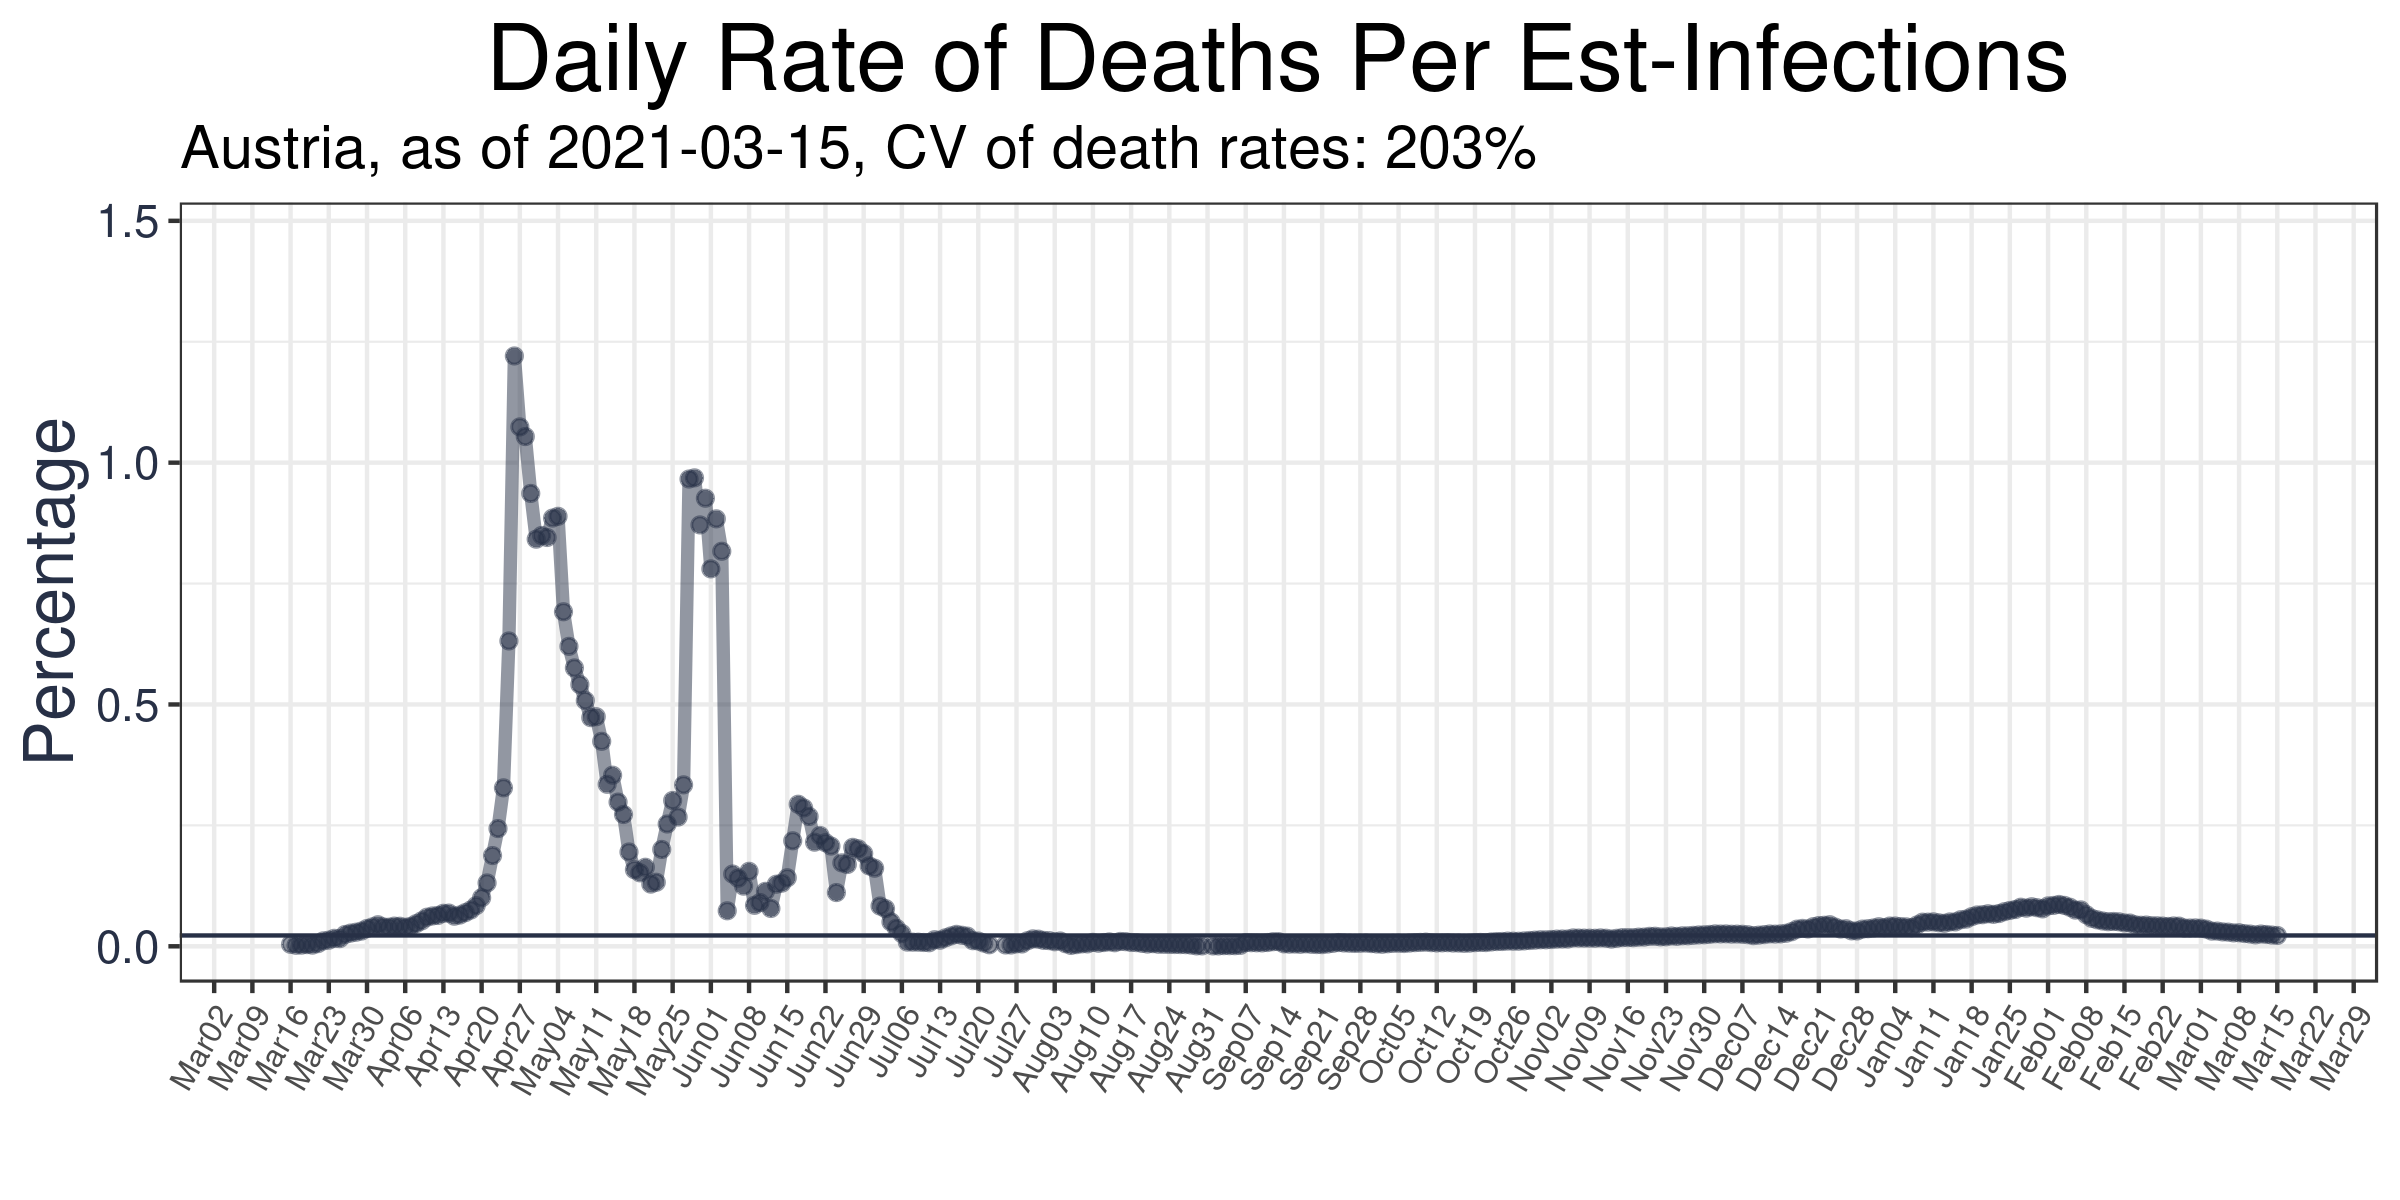 Daily Rate of Deaths Per Est-Infections
Austria, as of 2021-03-15, CV of death rates: 203%
Percentage
1.5
1.0
0.5
0.0
Mar02
Mar09
Mar16
Mar23
Mar30
Apr06
Apr13
Apr20
Apr27
May04
May11
May18
May25
Jun01
Jun08
Jun15
Jun22
Jun29
Jul06
Jul13
Jul20
Jul27
Aug03
Aug10
Aug17
Aug24
Aug31
Sep07
Sep14
Sep21
Sep28
Oct05
Oct12
Oct19
Oct26
Nov02
Nov09
Nov16
Nov23
Nov30
Dec07
Dec14
Dec21
Dec28
Jan04
Jan11
Jan18
Jan25
Feb01
Feb08
Feb15
Feb22
Mar01
Mar08
Mar15
Mar22
Mar29